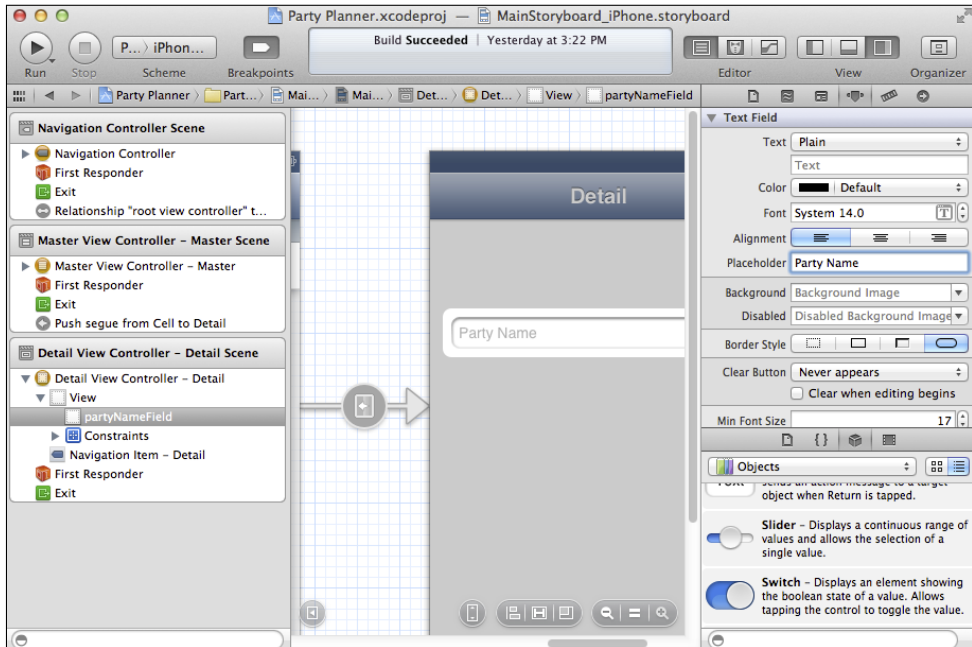 Party Planner.xcodeproj — MainStoryboard_iPhone.storyboard
P... iPhon...
Build Succeeded | Yesterday at 3:22 PM
Run Stop Scheme Breakpoints Editor View Organizer
Party Planner Part... Mai... Mai... Det... Det... View partyNameField
Navigation Controller Scene
Navigation Controller
First Responder
Exit
Relationship "root view controller" t...
Master View Controller – Master Scene
Master View Controller – Master
First Responder
Exit
Push segue from Cell to Detail
Detail View Controller – Detail Scene
Detail View Controller – Detail
View
partyNameField
Constraints
Navigation Item – Detail
First Responder
Exit
Detail
Party Name
Text Field
Text Plain
Text
Color Default
Font System 14.0 T
Alignment
Placeholder Party Name
Background Background Image
Disabled Disabled Background Image
Border Style
Clear Button Never appears
Clear when editing begins
Min Font Size 17
{}
Objects
sends an action message to a target
object when Return is tapped.
Slider – Displays a continuous range of
values and allows the selection of a
single value.
Switch – Displays an element showing
the boolean state of a value. Allows
tapping the control to toggle the value.